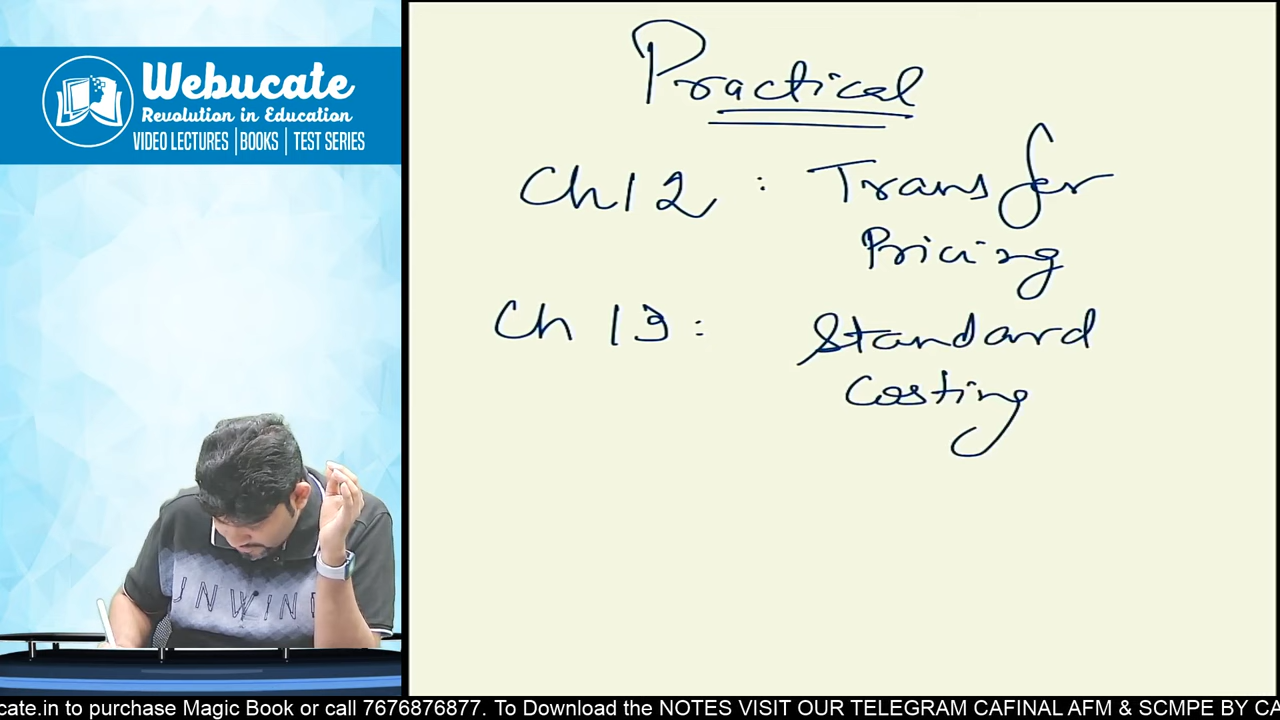 Webucate
Revolution in Education
VIDEO LECTURES | BOOKS | TEST SERIES
Practical
Ch 12 : Transfer
Pricing
Ch 13 : Standard
Costing
UNWIN
cate.in to purchase Magic Book or call 7676876877. To Download the NOTES VISIT OUR TELEGRAM CAFINAL AFM & SCMPE BY CA